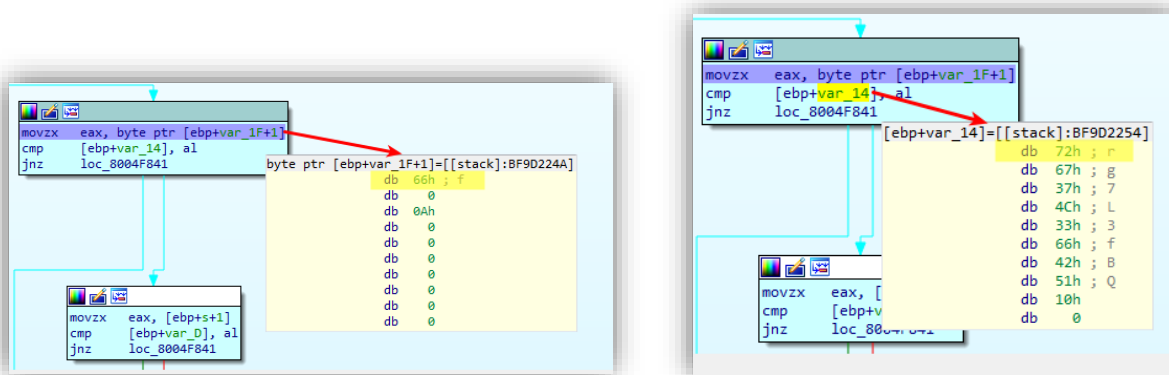 movzx eax, byte ptr [ebp+var_1F+1]
cmp [ebp+var_14], al
jnz loc_8004F841
byte ptr [ebp+var_1F+1]=[[stack]:BF9D224A]
db 66h ; f
db 0
db 0Ah
db 0
db 0
db 0
db 0
db 0
db 0
db 0
movzx eax, [ebp+s+1]
cmp [ebp+var_D], al
jnz loc_8004F841
movzx eax, byte ptr [ebp+var_1F+1]
cmp [ebp+var_14], al
jnz loc_8004F841
[ebp+var_14]=[[stack]:BF9D2254]
db 72h ; r
db 67h ; g
db 37h ; 7
db 4Ch ; L
db 33h ; 3
db 66h ; f
db 42h ; B
db 51h ; Q
db 10h
db 0
movzx eax, [
cmp [ebp+v
jnz